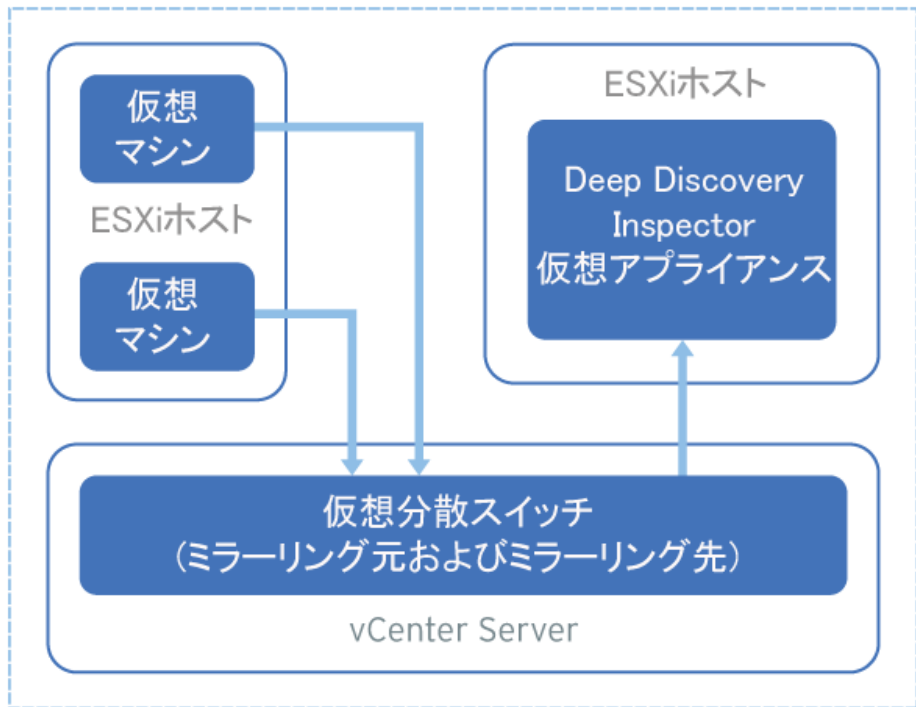 仮想
マシン
ESXiホスト
仮想
マシン
ESXiホスト
Deep Discovery
Inspector
仮想アプライアンス
仮想分散スイッチ
(ミラーリング元およびミラーリング先)
vCenter Server